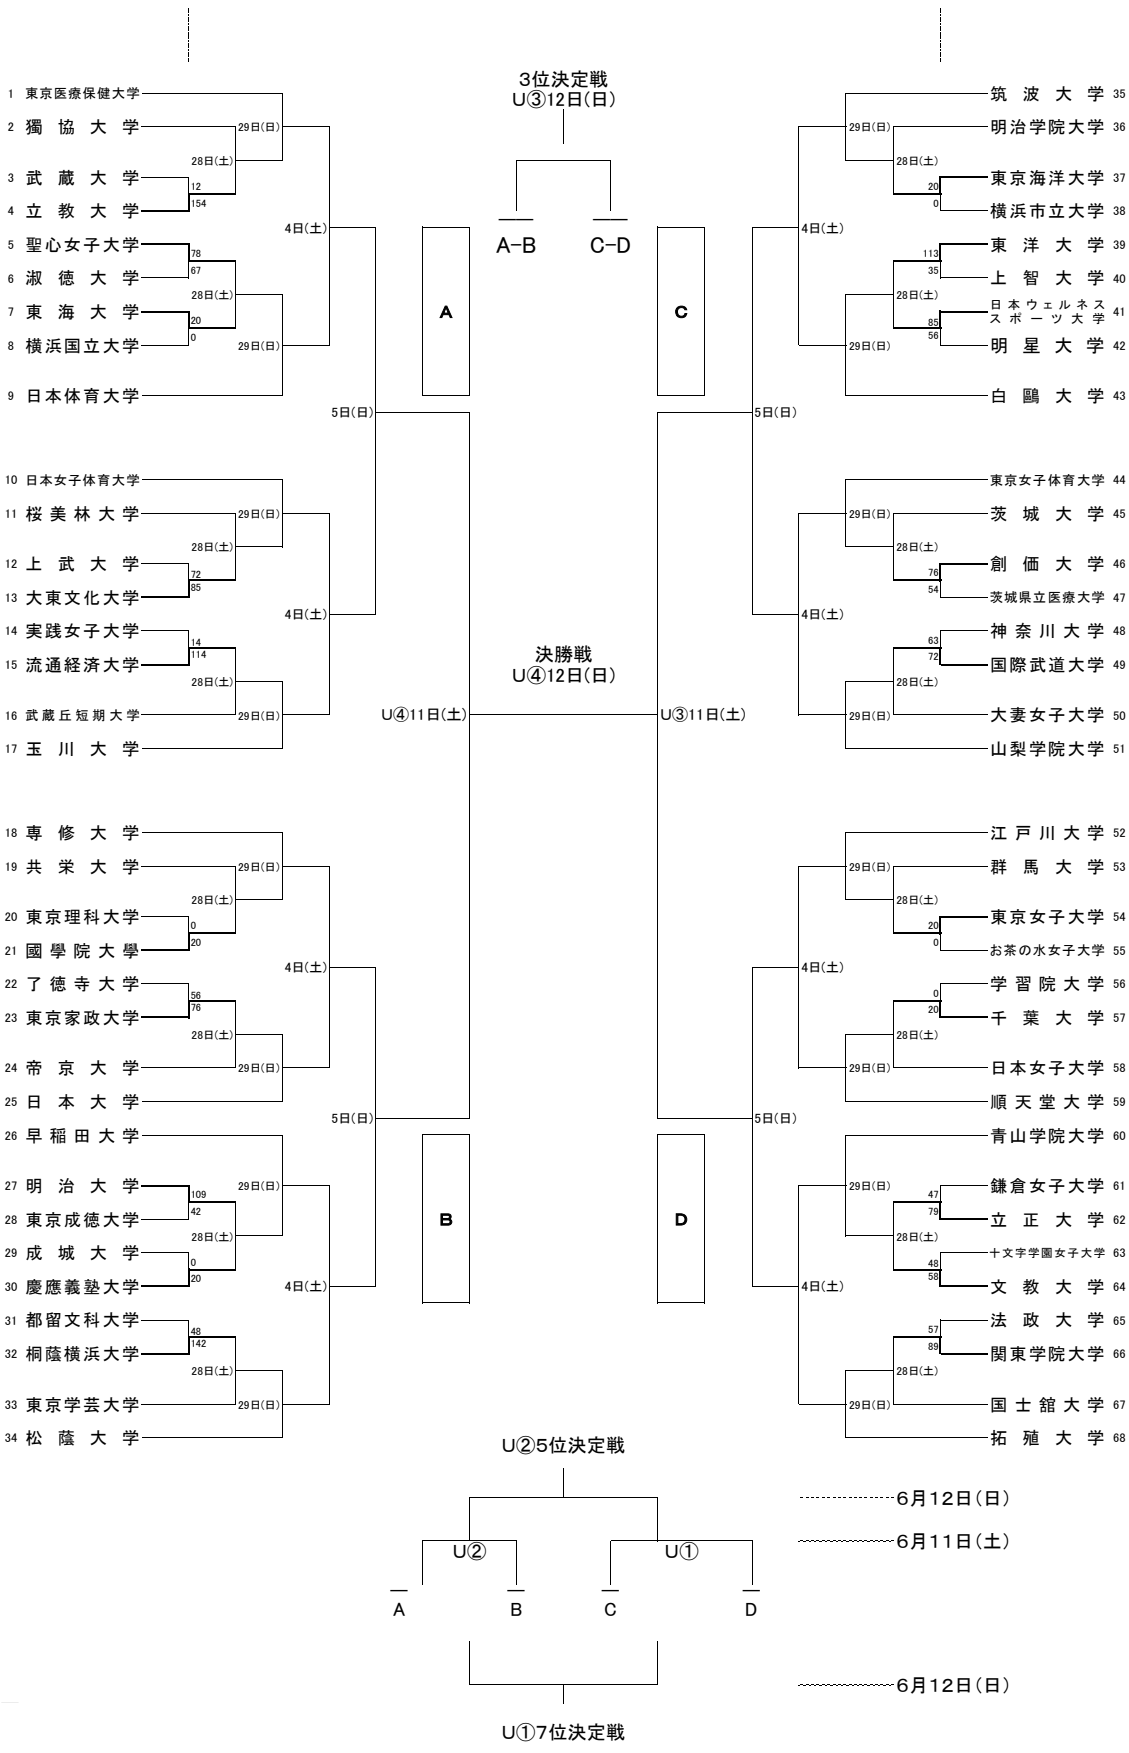 3位決定戦
U③12日(日)
A-B
C-D
1 東京医療保健大学
2 獨協大学
3 武蔵大学
4 立教大学
5 聖心女子大学
6 淑徳大学
7 東海大学
8 横浜国立大学
9 日本体育大学
29日(日)
28日(土)
12
154
4日(土)
78
67
28日(土)
20
0
29日(日)
A
5日(日)
10 日本女子体育大学
11 桜美林大学
12 上武大学
13 大東文化大学
14 実践女子大学
15 流通経済大学
16 武蔵丘短期大学
17 玉川大学
29日(日)
28日(土)
72
85
4日(土)
14
114
28日(土)
29日(日)
U④11日(土)
18 専修大学
19 共栄大学
20 東京理科大学
21 國學院大學
22 了徳寺大学
23 東京家政大学
24 帝京大学
25 日本大学
29日(日)
28日(土)
0
20
4日(土)
56
76
28日(土)
29日(日)
5日(日)
26 早稲田大学
27 明治大学
28 東京成徳大学
29 成城大学
30 慶應義塾大学
31 都留文科大学
32 桐蔭横浜大学
33 東京学芸大学
34 松蔭大学
109
42
29日(日)
28日(土)
0
20
4日(土)
48
142
28日(土)
29日(日)
B
決勝戦
U④12日(日)
筑波大学 35
明治学院大学 36
東京海洋大学 37
横浜市立大学 38
東洋大学 39
上智大学 40
日本ウェルネス
スポーツ大学 41
明星大学 42
白鷗大学 43
29日(日)
28日(土)
20
0
4日(土)
113
35
28日(土)
85
56
29日(日)
C
5日(日)
東京女子体育大学 44
茨城大学 45
創価大学 46
茨城県立医療大学 47
神奈川大学 48
国際武道大学 49
大妻女子大学 50
山梨学院大学 51
29日(日)
28日(土)
76
54
4日(土)
63
72
28日(土)
29日(日)
U③11日(土)
江戸川大学 52
群馬大学 53
東京女子大学 54
お茶の水女子大学 55
学習院大学 56
千葉大学 57
日本女子大学 58
順天堂大学 59
29日(日)
28日(土)
20
0
4日(土)
0
20
28日(土)
29日(日)
5日(日)
青山学院大学 60
鎌倉女子大学 61
立正大学 62
十文字学園女子大学 63
文教大学 64
法政大学 65
関東学院大学 66
国士舘大学 67
拓殖大学 68
29日(日)
47
79
28日(土)
48
58
4日(土)
57
89
28日(土)
29日(日)
D
U②5位決定戦
6月12日(日)
6月11日(土)
U②
U①
A
B
C
D
6月12日(日)
U①7位決定戦